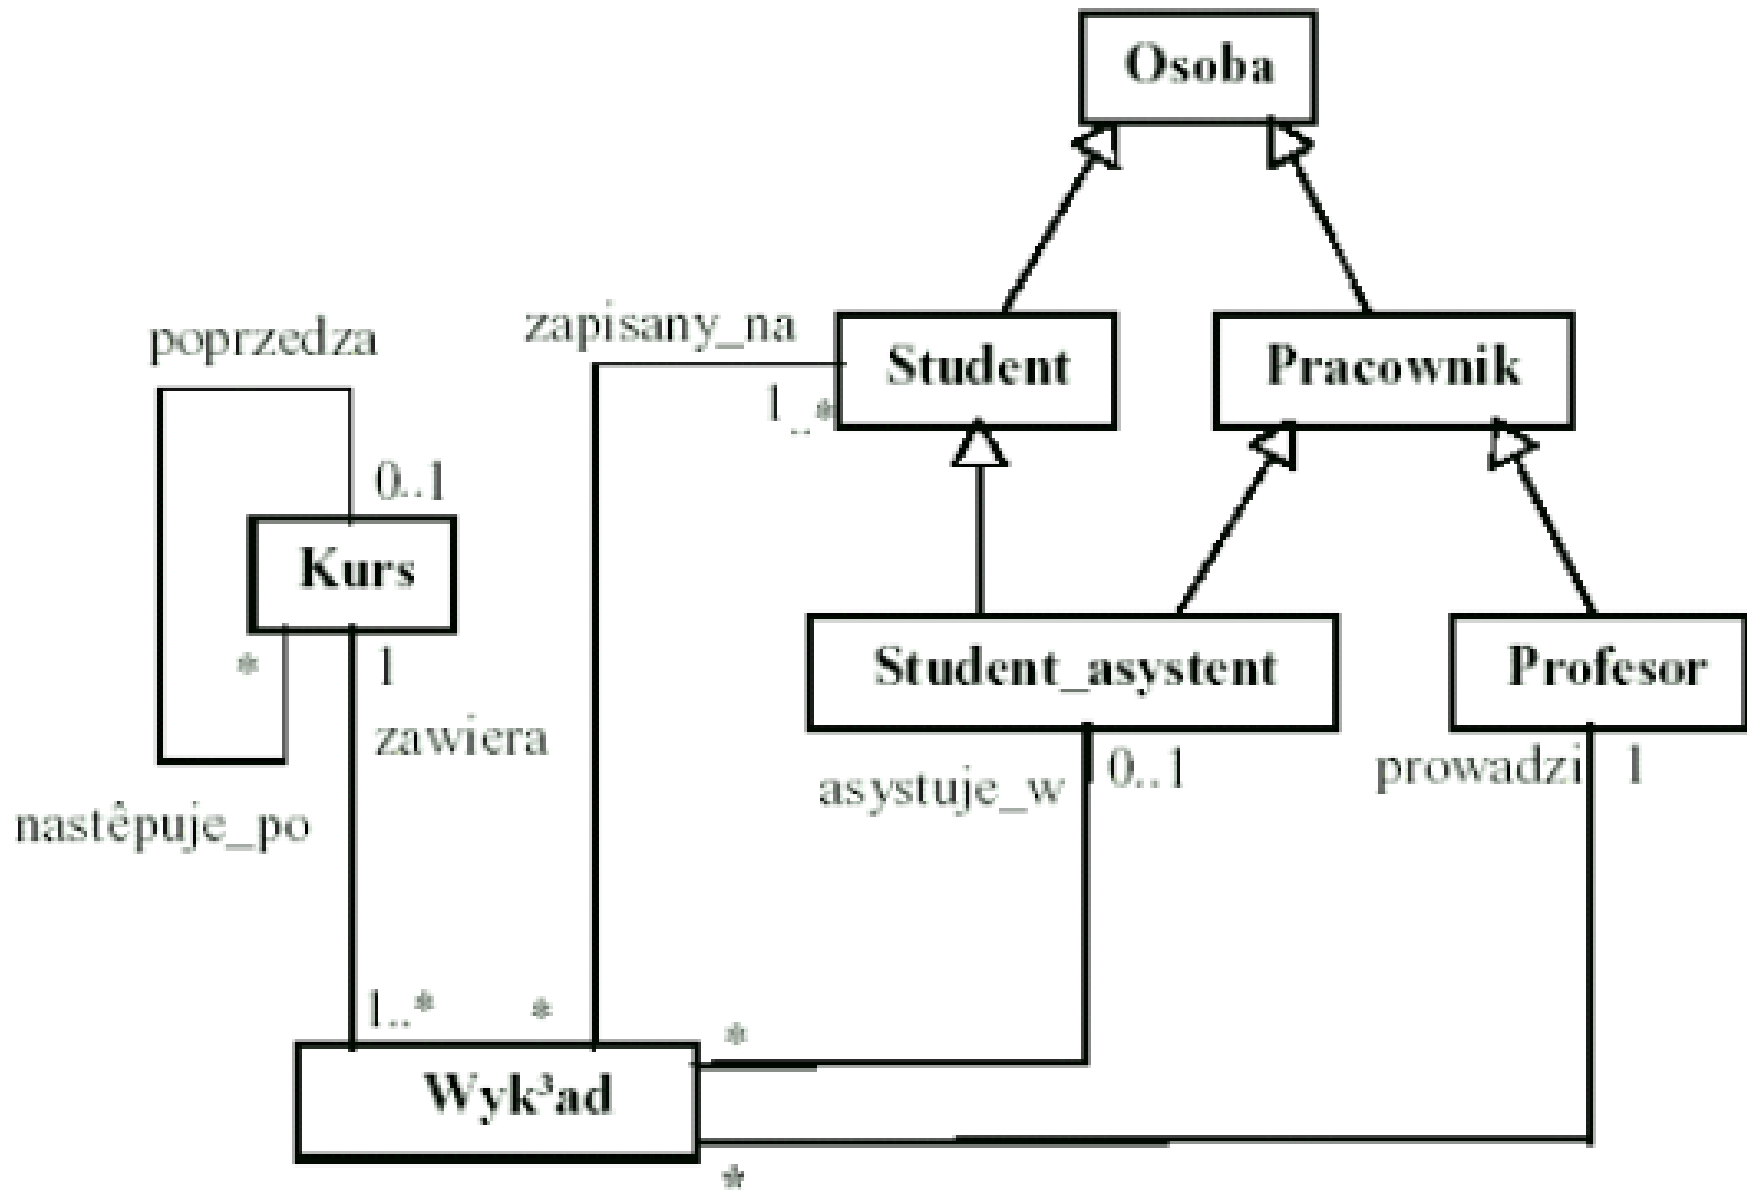 Osoba
poprzedza
zapisany_na
Student
Pracownik
1..*
0..1
Kurs
*
1
Student_asystent
Profesor
zawiera
asystuje_w
0..1
prowadzi
1
nastêpuje_po
1..*
*
*
Wyk³ad
*